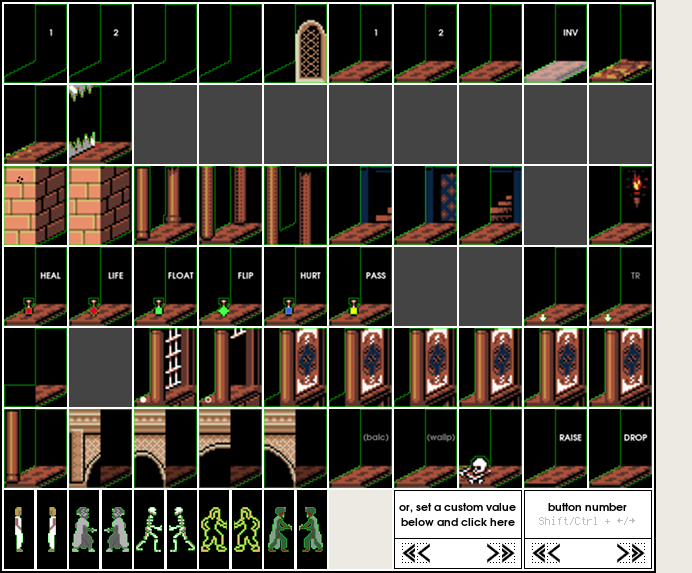 1
2
1
2
INV
HEAL
LIFE
FLOAT
FLIP
HURT
PASS
TR
(balc)
(wallp)
RAISE
DROP
or, set a custom value
below and click here
button number
Shift/Ctrl + ←/→